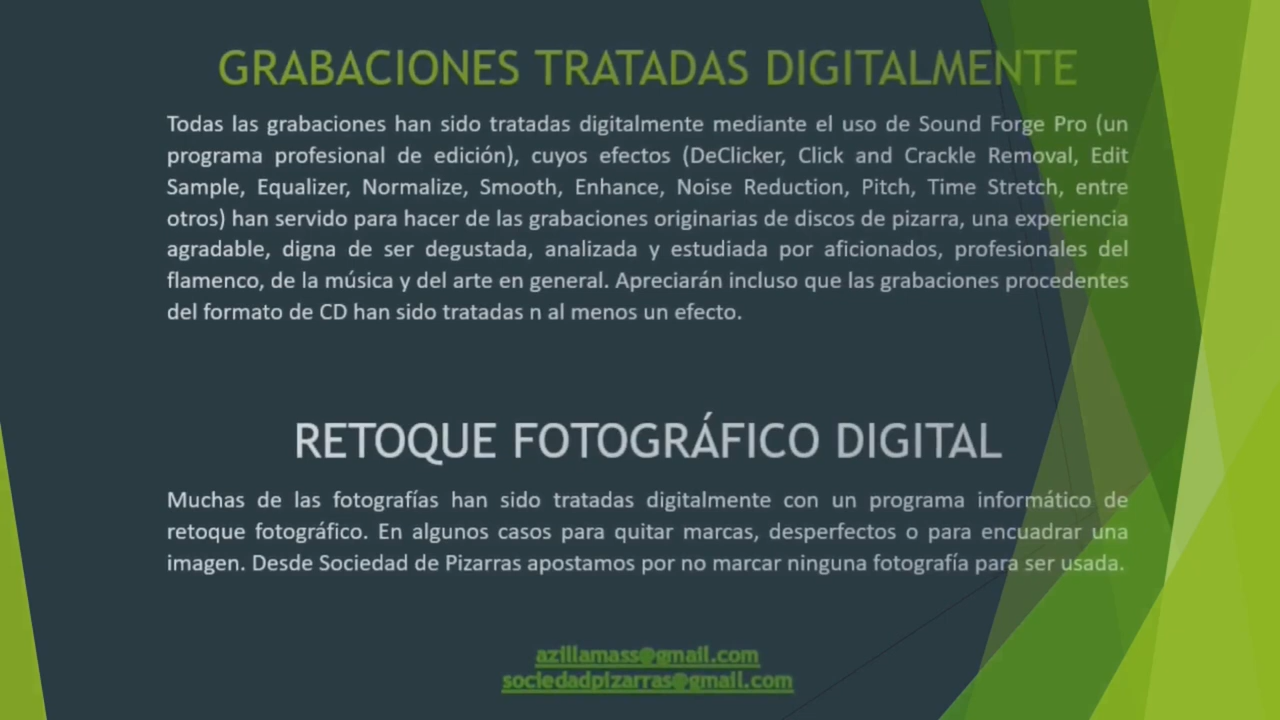 GRABACIONES TRATADAS DIGITALMENTE
Todas las grabaciones han sido tratadas digitalmente mediante el uso de Sound Forge Pro (un
programa profesional de edición), cuyos efectos (DeClicker, Click and Crackle Removal, Edit
Sample, Equalizer, Normalize, Smooth, Enhance, Noise Reduction, Pitch, Time Stretch, entre
otros) han servido para hacer de las grabaciones originarias de discos de pizarra, una experiencia
agradable, digna de ser degustada, analizada y estudiada por aficionados, profesionales del
flamenco, de la música y del arte en general. Apreciarán incluso que las grabaciones procedentes
del formato de CD han sido tratadas n al menos un efecto.
RETOQUE FOTOGRÁFICO DIGITAL
Muchas de las fotografías han sido tratadas digitalmente con un programa informático de
retoque fotográfico. En algunos casos para quitar marcas, desperfectos o para encuadrar una
imagen. Desde Sociedad de Pizarras apostamos por no marcar ninguna fotografía para ser usada.
azillamass@gmail.com
sociedadpizarras@gmail.com